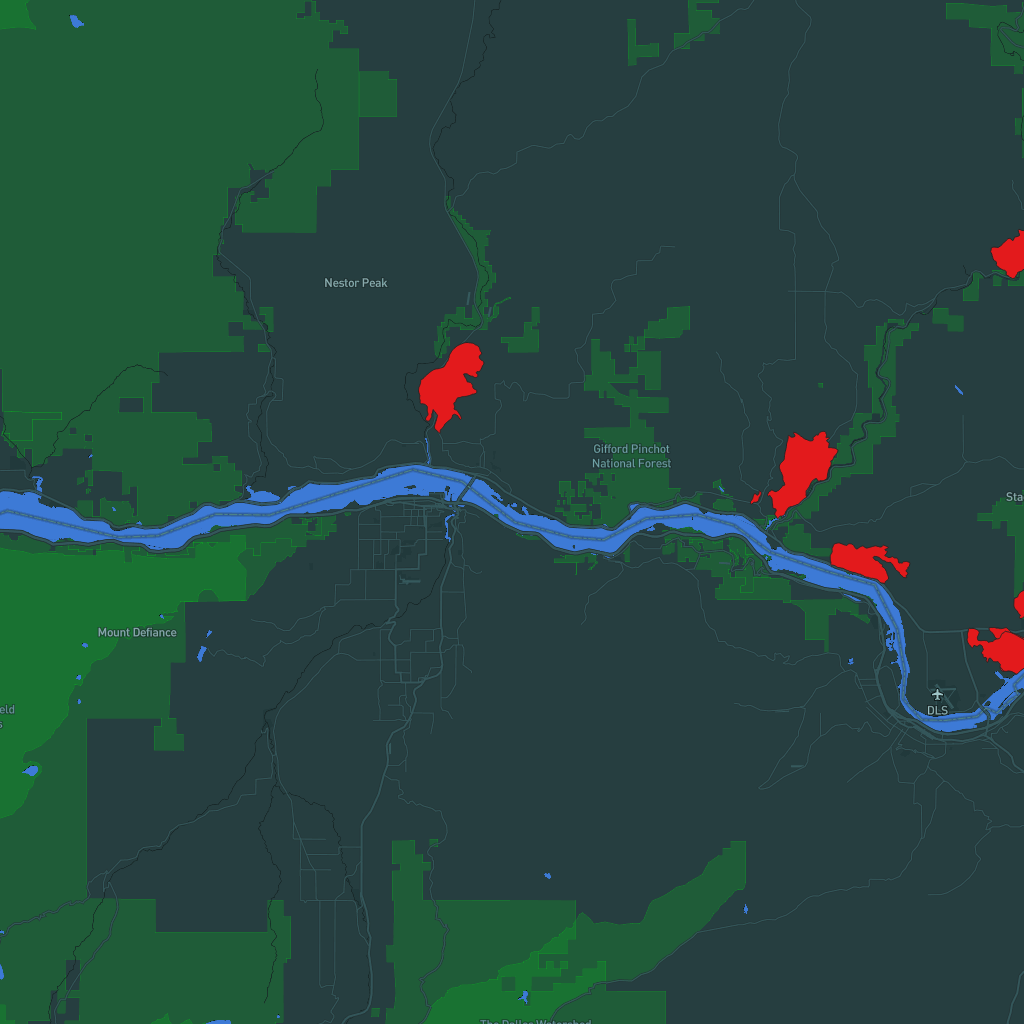 Nestor Peak
Gifford Pinchot
National Forest
Mount Defiance
DLS